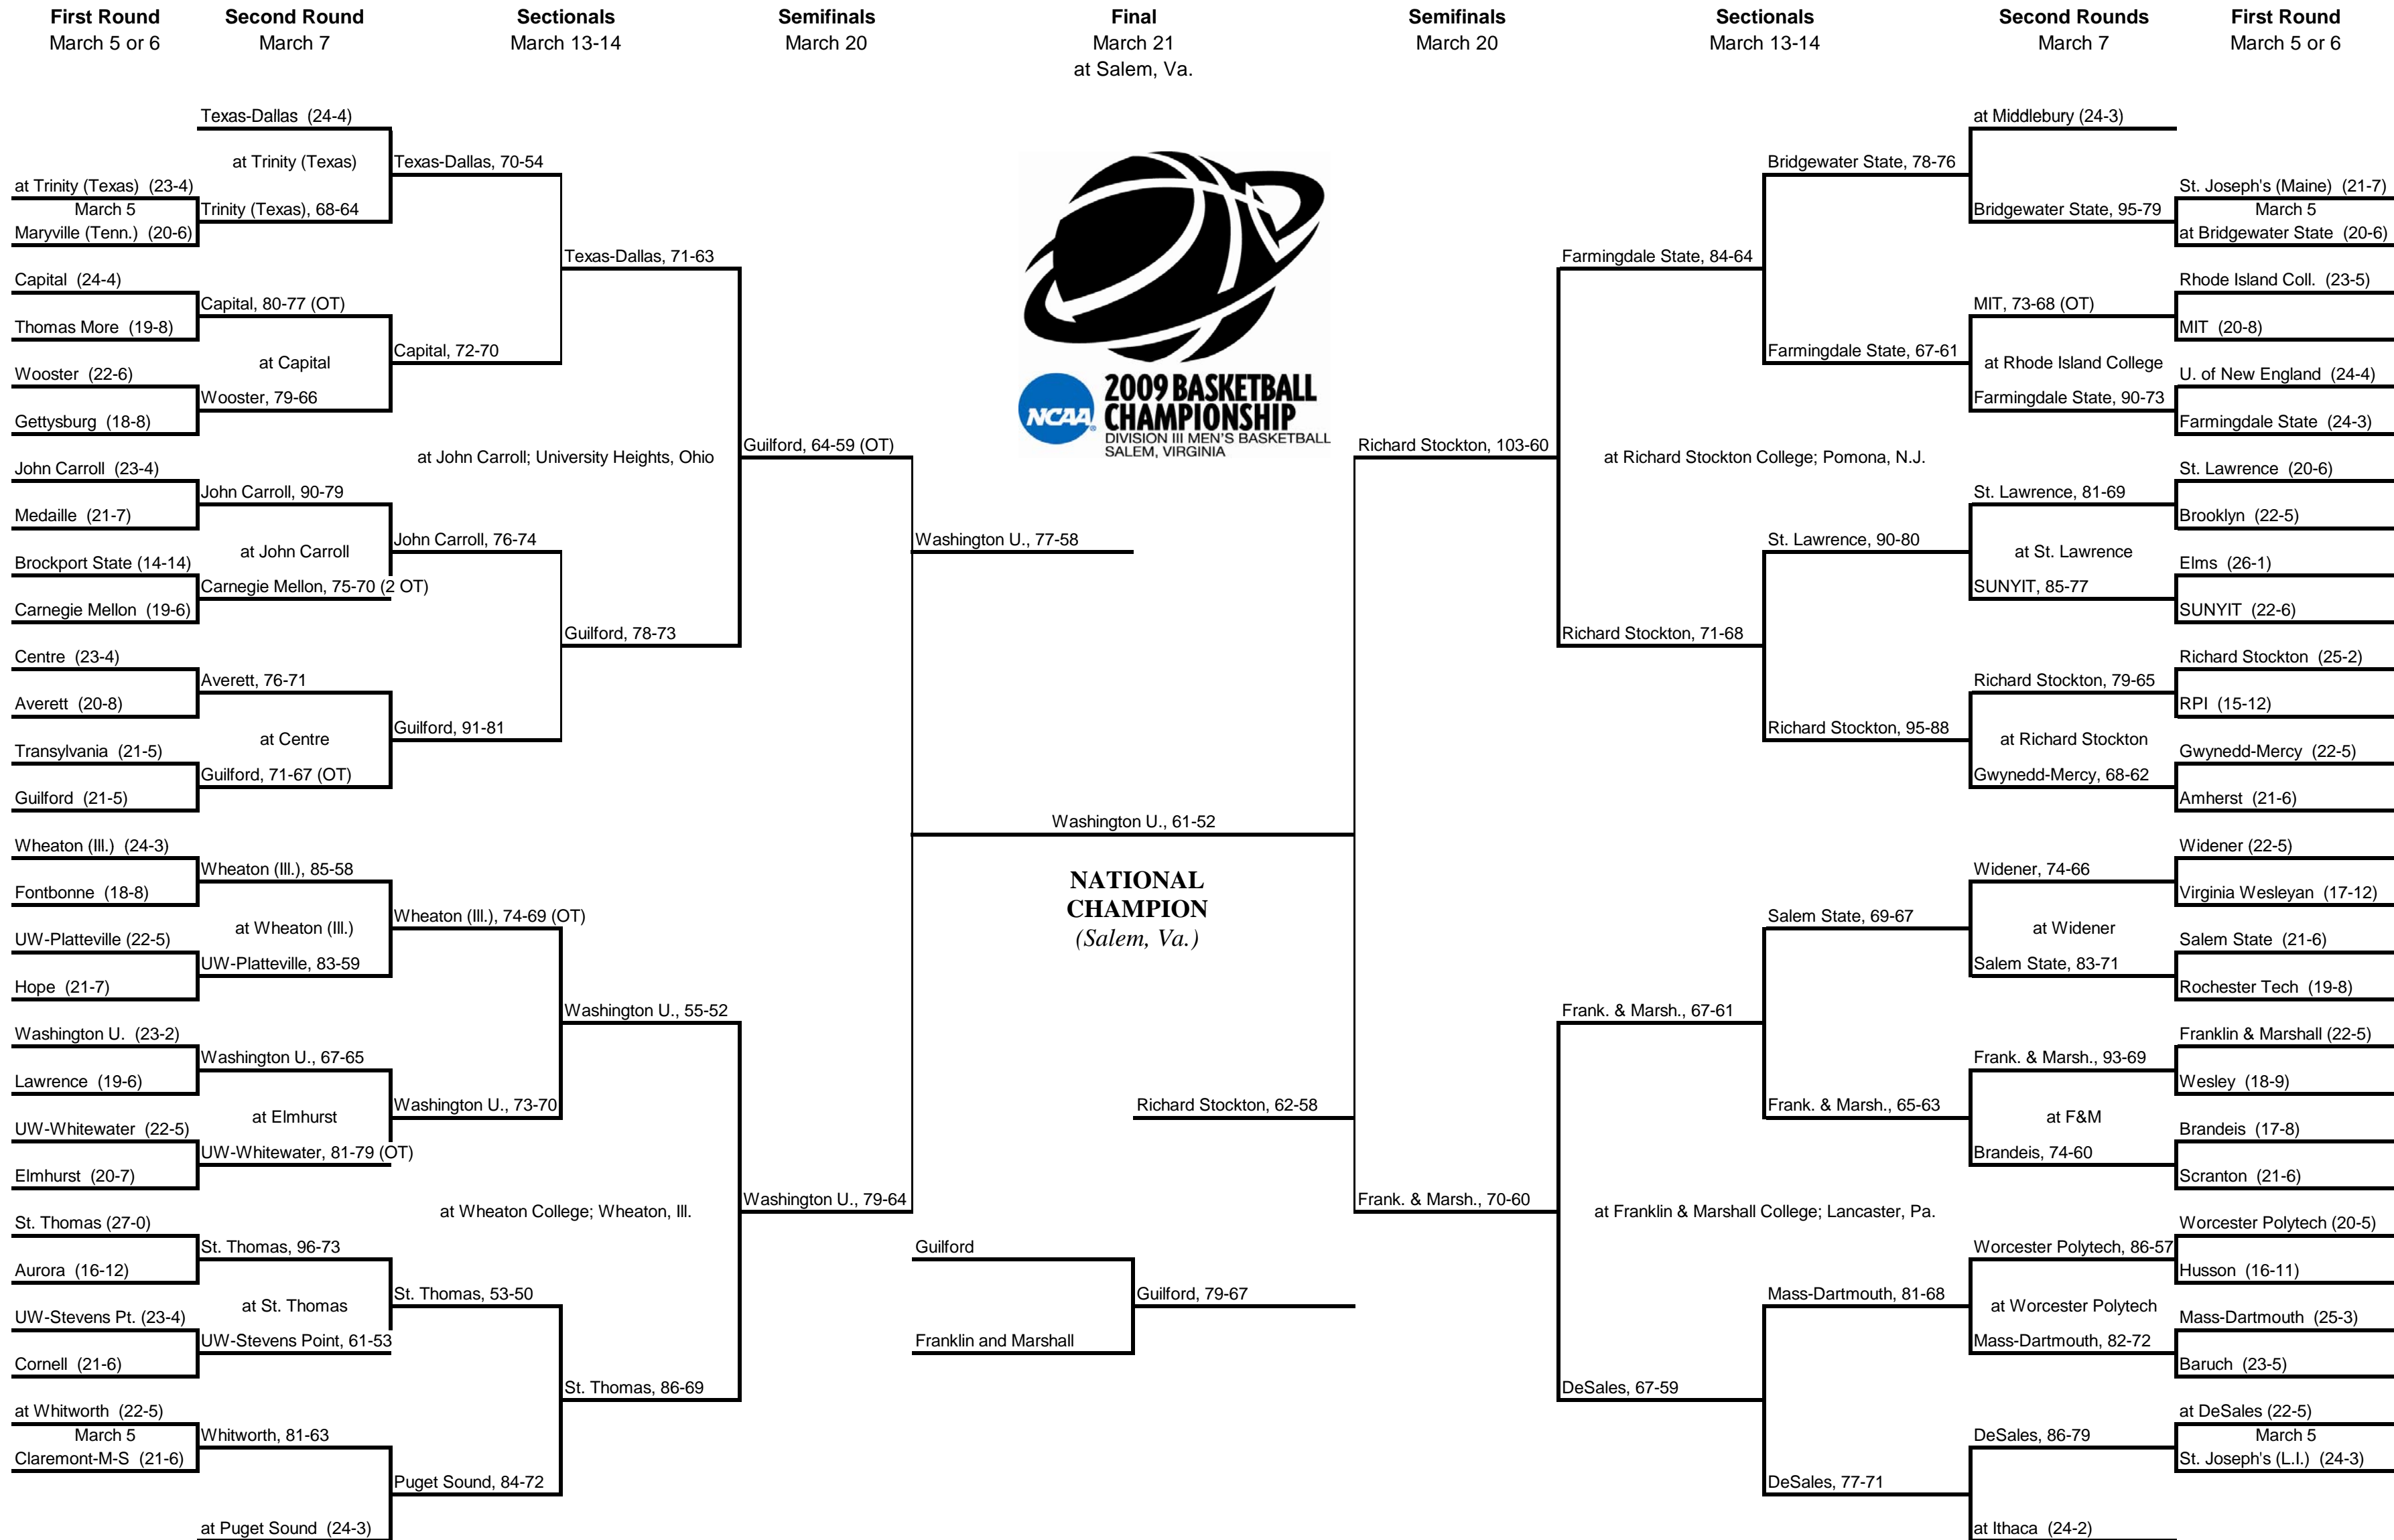 First Round
March 5 or 6
Second Round
March 7
Sectionals
March 13-14
Semifinals
March 20
Final
March 21
at Salem, Va.
Semifinals
March 20
Sectionals
March 13-14
Second Rounds
March 7
First Round
March 5 or 6
at Trinity (Texas) (23-4)
March 5
Maryville (Tenn.) (20-6)
Capital (24-4)
Thomas More (19-8)
Wooster (22-6)
Gettysburg (18-8)
John Carroll (23-4)
Medaille (21-7)
Brockport State (14-14)
Carnegie Mellon (19-6)
Centre (23-4)
Averett (20-8)
Transylvania (21-5)
Guilford (21-5)
Wheaton (Ill.) (24-3)
Fontbonne (18-8)
UW-Platteville (22-5)
Hope (21-7)
Washington U. (23-2)
Lawrence (19-6)
UW-Whitewater (22-5)
Elmhurst (20-7)
St. Thomas (27-0)
Aurora (16-12)
UW-Stevens Pt. (23-4)
Cornell (21-6)
at Whitworth (22-5)
March 5
Claremont-M-S (21-6)
Texas-Dallas (24-4)
at Trinity (Texas)
Trinity (Texas), 68-64
Capital, 80-77 (OT)
at Capital
Wooster, 79-66
John Carroll, 90-79
at John Carroll
Carnegie Mellon, 75-70 (2 OT)
Averett, 76-71
at Centre
Guilford, 71-67 (OT)
Wheaton (Ill.), 85-58
at Wheaton (Ill.)
UW-Platteville, 83-59
Washington U., 67-65
at Elmhurst
UW-Whitewater, 81-79 (OT)
St. Thomas, 96-73
at St. Thomas
UW-Stevens Point, 61-53
Whitworth, 81-63
at Puget Sound (24-3)
Texas-Dallas, 70-54
Capital, 72-70
at John Carroll; University Heights, Ohio
John Carroll, 76-74
Guilford, 91-81
Wheaton (Ill.), 74-69 (OT)
Washington U., 73-70
at Wheaton College; Wheaton, Ill.
St. Thomas, 53-50
Puget Sound, 84-72
Texas-Dallas, 71-63
Guilford, 78-73
Washington U., 55-52
St. Thomas, 86-69
Guilford, 64-59 (OT)
Washington U., 79-64
NCAA
2009 BASKETBALL
CHAMPIONSHIP
DIVISION III MEN'S BASKETBALL
SALEM, VIRGINIA
Washington U., 77-58
Washington U., 61-52
NATIONAL
CHAMPION
(Salem, Va.)
Richard Stockton, 62-58
Guilford
Guilford, 79-67
Franklin and Marshall
Richard Stockton, 103-60
Frank. & Marsh., 70-60
Farmingdale State, 84-64
Richard Stockton, 71-68
Frank. & Marsh., 67-61
DeSales, 67-59
Bridgewater State, 78-76
Farmingdale State, 67-61
at Richard Stockton College; Pomona, N.J.
St. Lawrence, 90-80
Richard Stockton, 95-88
Salem State, 69-67
Frank. & Marsh., 65-63
at Franklin & Marshall College; Lancaster, Pa.
Mass-Dartmouth, 81-68
DeSales, 77-71
at Middlebury (24-3)
Bridgewater State, 95-79
MIT, 73-68 (OT)
at Rhode Island College
Farmingdale State, 90-73
St. Lawrence, 81-69
at St. Lawrence
SUNYIT, 85-77
Richard Stockton, 79-65
at Richard Stockton
Gwynedd-Mercy, 68-62
Widener, 74-66
at Widener
Salem State, 83-71
Frank. & Marsh., 93-69
at F&M
Brandeis, 74-60
Worcester Polytech, 86-57
at Worcester Polytech
Mass-Dartmouth, 82-72
DeSales, 86-79
at Ithaca (24-2)
St. Joseph's (Maine) (21-7)
March 5
at Bridgewater State (20-6)
Rhode Island Coll. (23-5)
MIT (20-8)
U. of New England (24-4)
Farmingdale State (24-3)
St. Lawrence (20-6)
Brooklyn (22-5)
Elms (26-1)
SUNYIT (22-6)
Richard Stockton (25-2)
RPI (15-12)
Gwynedd-Mercy (22-5)
Amherst (21-6)
Widener (22-5)
Virginia Wesleyan (17-12)
Salem State (21-6)
Rochester Tech (19-8)
Franklin & Marshall (22-5)
Wesley (18-9)
Brandeis (17-8)
Scranton (21-6)
Worcester Polytech (20-5)
Husson (16-11)
Mass-Dartmouth (25-3)
Baruch (23-5)
at DeSales (22-5)
March 5
St. Joseph's (L.I.) (24-3)